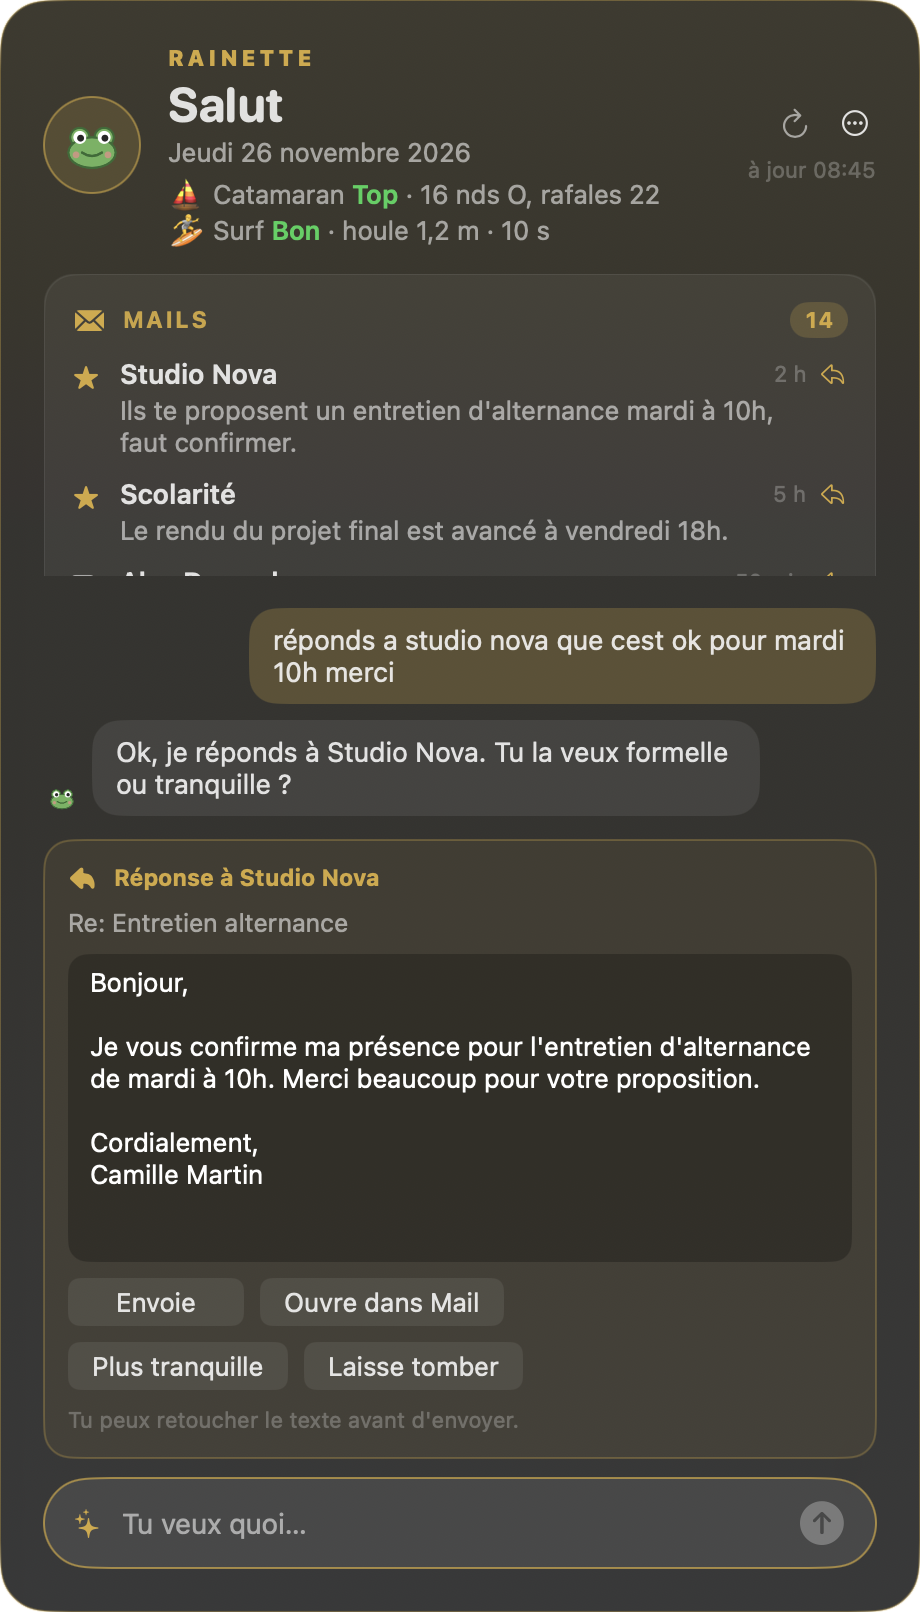 RAINETTE
Salut
Jeudi 26 novembre 2026
à jour 08:45
Catamaran Top · 16 nds O, rafales 22
Surf Bon · houle 1,2 m · 10 s
MAILS
14
Studio Nova
2 h
Ils te proposent un entretien d'alternance mardi à 10h,
faut confirmer.
Scolarité
5 h
Le rendu du projet final est avancé à vendredi 18h.
réponds a studio nova que cest ok pour mardi
10h merci
Ok, je réponds à Studio Nova. Tu la veux formelle
ou tranquille ?
Réponse à Studio Nova
Re: Entretien alternance
Bonjour,
Je vous confirme ma présence pour l'entretien d'alternance
de mardi à 10h. Merci beaucoup pour votre proposition.
Cordialement,
Camille Martin
Envoie
Ouvre dans Mail
Plus tranquille
Laisse tomber
Tu peux retoucher le texte avant d'envoyer.
Tu veux quoi...